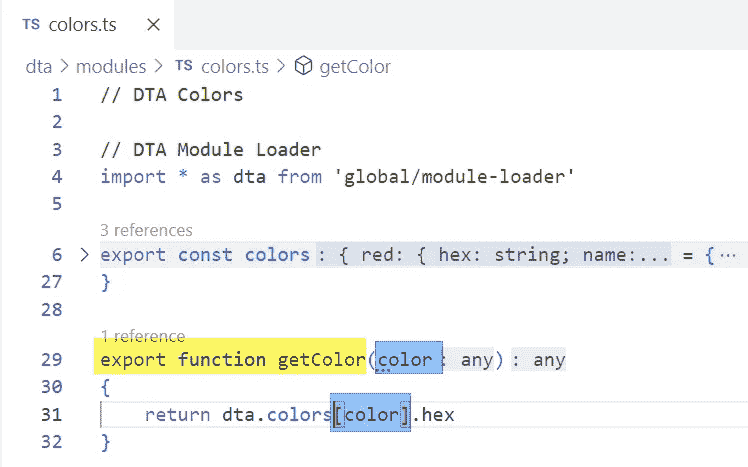 TS colors.ts ×
dta > modules > TS colors.ts > getColor
1 // DTA Colors
2
3 // DTA Module Loader
4 import * as dta from 'global/module-loader'
5
3 references
6 > export const colors : { red: { hex: string; name:... = {⋯
27 }
28
1 reference
29 export function getColor(color : any) : any
30 {
31 return dta.colors[color].hex
32 }